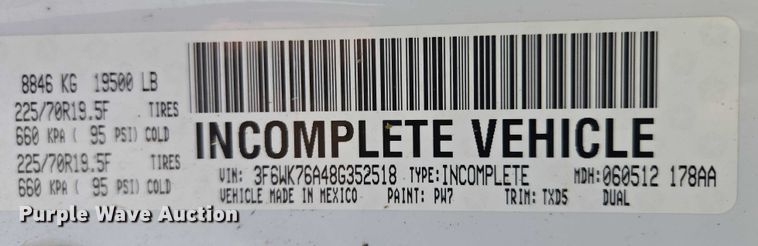 8846 KG 19500 LB
225/70R19.5F TIRES
660 KPA ( 95 PSI) COLD
225/70R19.5F TIRES
660 KPA ( 95 PSI) COLD
INCOMPLETE VEHICLE
VIN: 3F6WK76A48G352518 TYPE: INCOMPLETE MDH: 060512 178AA
VEHICLE MADE IN MEXICO PAINT: PW7 TRIM: TXD5 DUAL
Purple Wave Auction